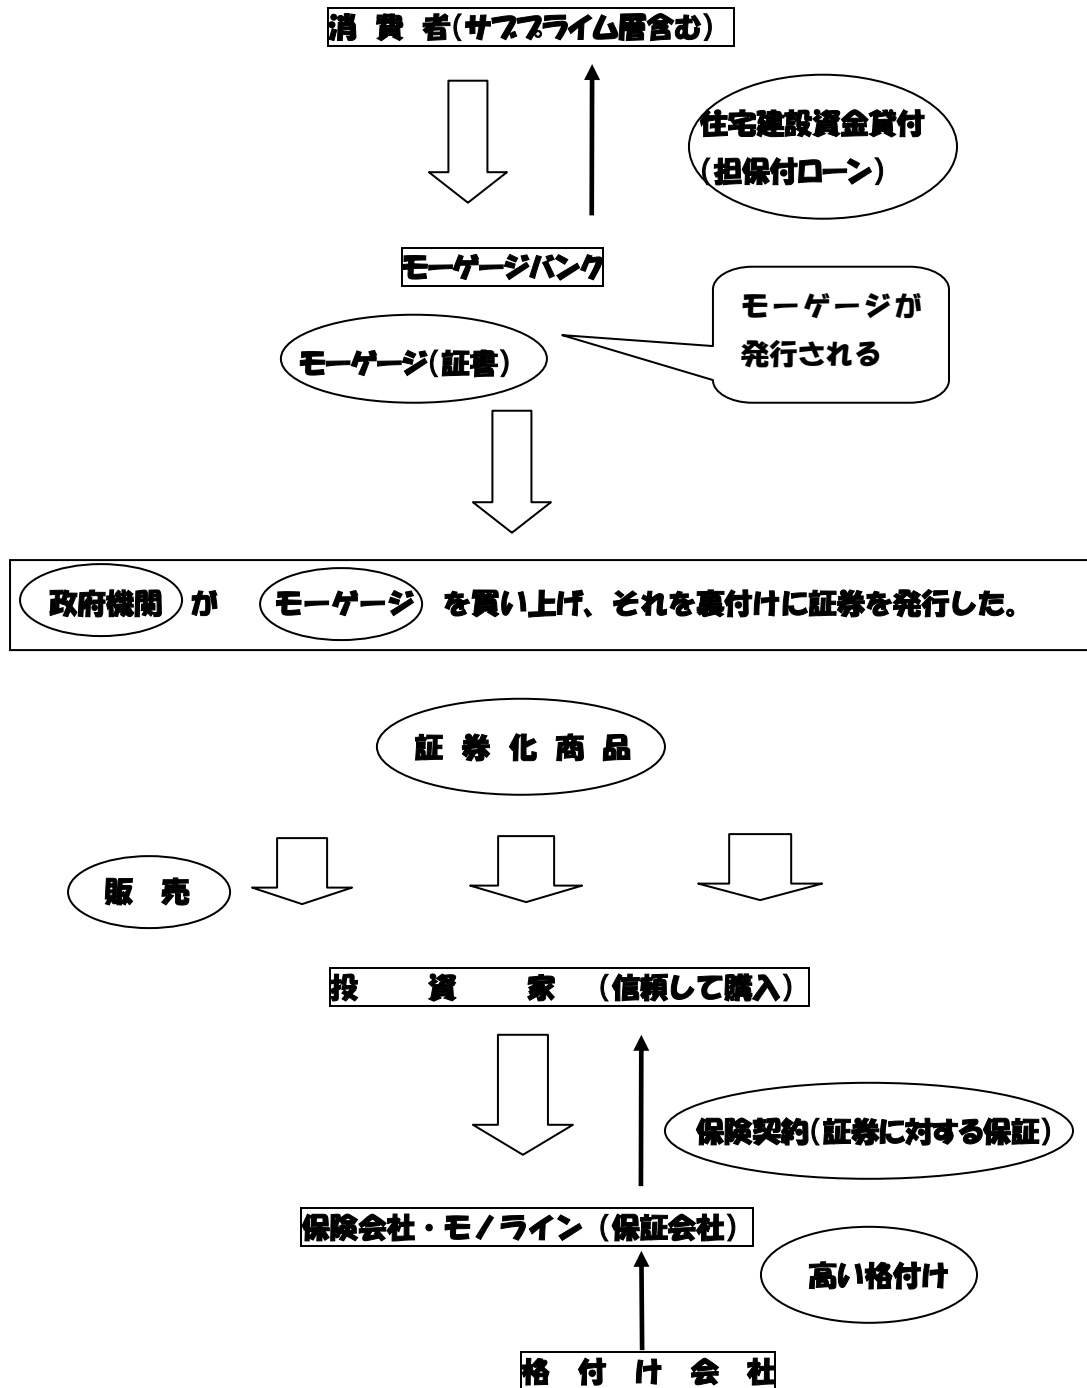 消 費 者(サブプライム層含む)
住宅建設資金貸付
(担保付ローン)
モーゲージバンク
モーゲージが
発行される
モーゲージ(証書)
政府機関 が モーゲージ を買い上げ、それを裏付けに証券を発行した。
証 券 化 商 品
販 売
投 資 家 (信頼して購入)
保険契約(証券に対する保証)
保険会社・モノライン(保証会社)
高い格付け
格 付 け 会 社